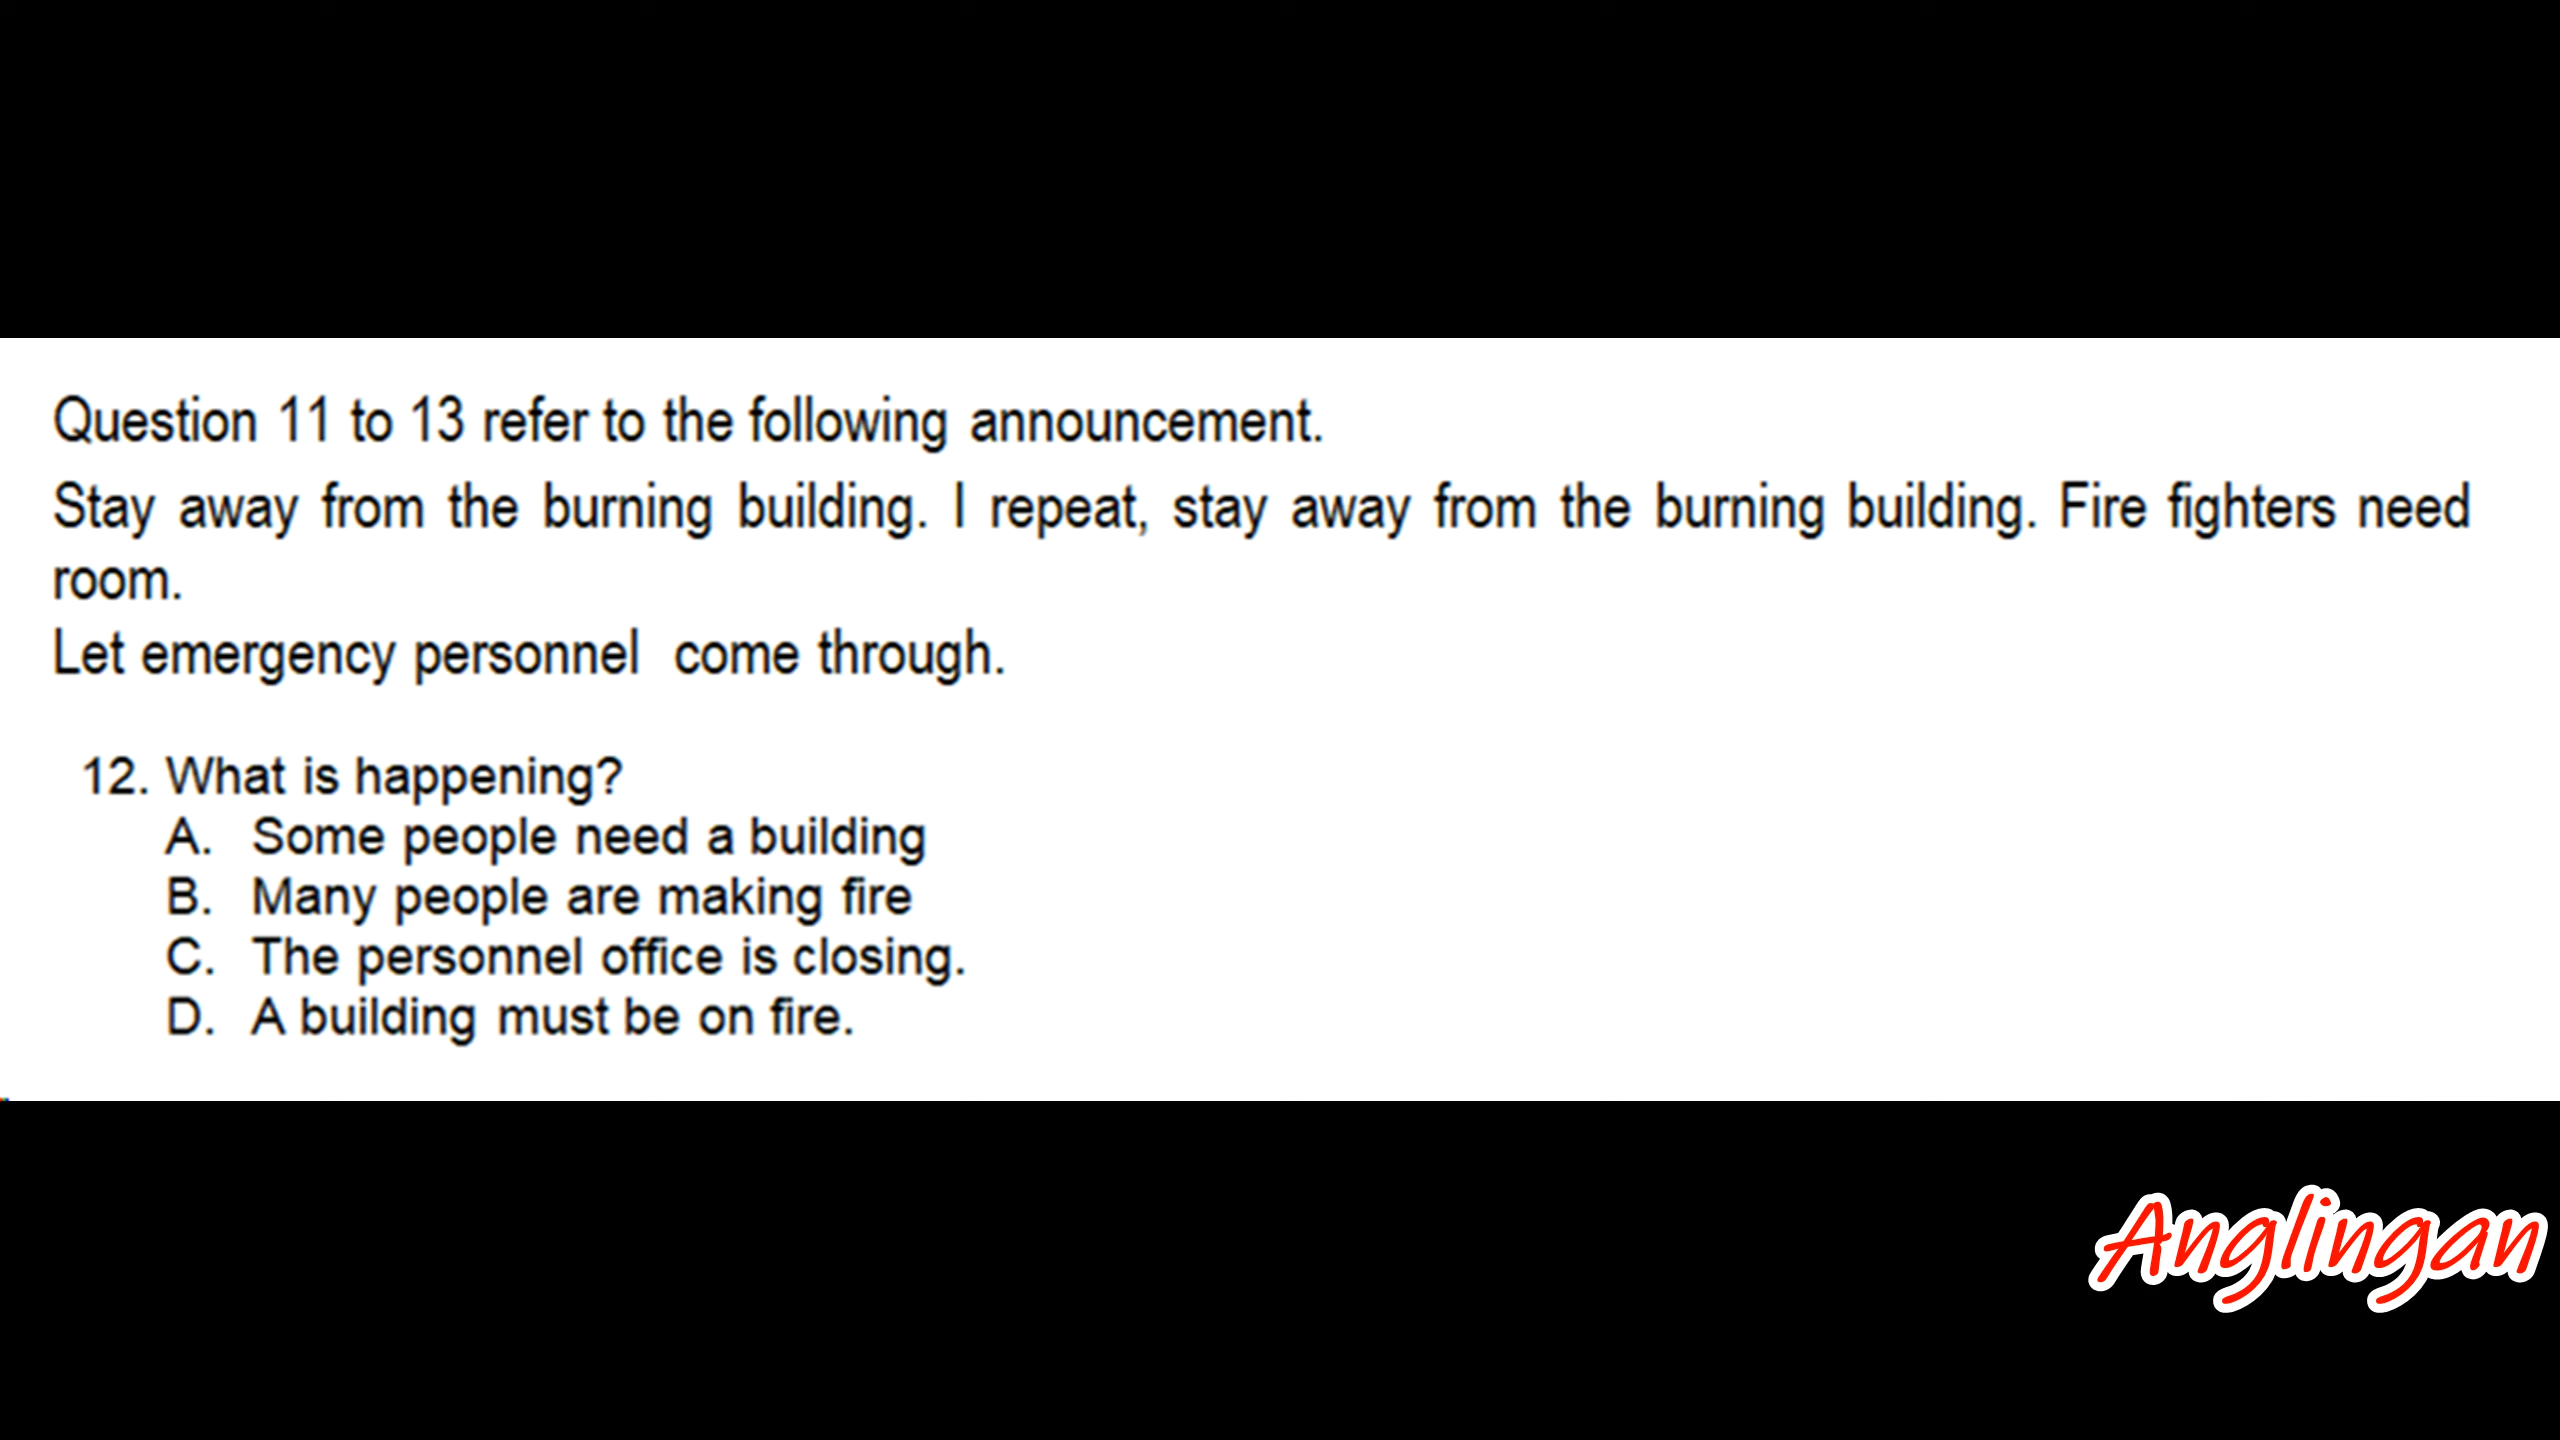 Question 11 to 13 refer to the following announcement.
Stay away from the burning building. I repeat, stay away from the burning building. Fire fighters need
room.
Let emergency personnel come through.
12. What is happening?
A. Some people need a building
B. Many people are making fire
C. The personnel office is closing.
D. A building must be on fire.
Anglingan